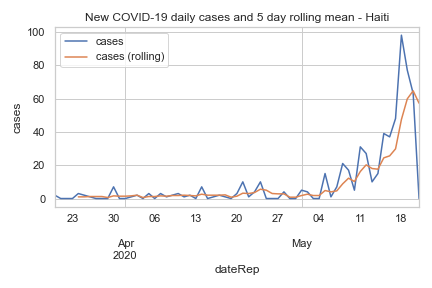 New COVID-19 daily cases and 5 day rolling mean - Haiti
cases
cases (rolling)
100
80
60
40
20
0
cases
23 30 06 13 20 27 04 11 18
Apr May
2020
dateRep